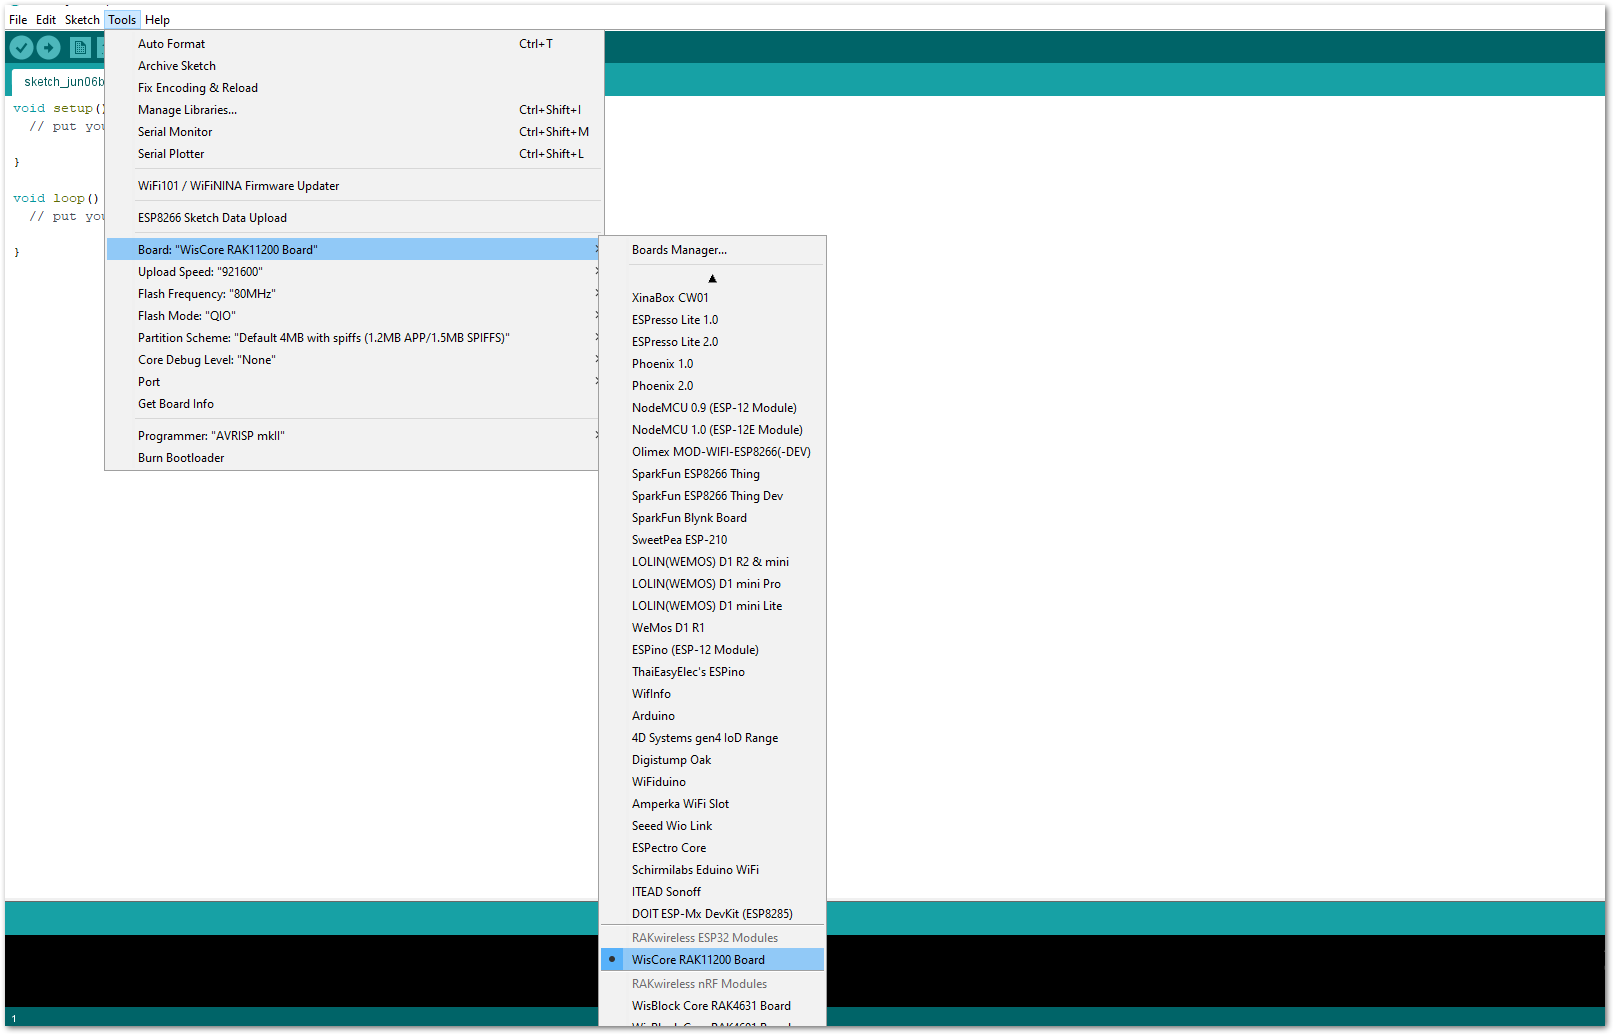 File Edit Sketch Tools Help
sketch_jun06b
void setup()
// put you
}
void loop()
// put you
}
Auto Format Ctrl+T
Archive Sketch
Fix Encoding & Reload
Manage Libraries... Ctrl+Shift+I
Serial Monitor Ctrl+Shift+M
Serial Plotter Ctrl+Shift+L
WiFi101 / WiFiNINA Firmware Updater
ESP8266 Sketch Data Upload
Board: "WisCore RAK11200 Board"
Upload Speed: "921600"
Flash Frequency: "80MHz"
Flash Mode: "QIO"
Partition Scheme: "Default 4MB with spiffs (1.2MB APP/1.5MB SPIFFS)"
Core Debug Level: "None"
Port
Get Board Info
Programmer: "AVRISP mkII"
Burn Bootloader
Boards Manager...
XinaBox CW01
ESPresso Lite 1.0
ESPresso Lite 2.0
Phoenix 1.0
Phoenix 2.0
NodeMCU 0.9 (ESP-12 Module)
NodeMCU 1.0 (ESP-12E Module)
Olimex MOD-WIFI-ESP8266(-DEV)
SparkFun ESP8266 Thing
SparkFun ESP8266 Thing Dev
SparkFun Blynk Board
SweetPea ESP-210
LOLIN(WEMOS) D1 R2 & mini
LOLIN(WEMOS) D1 mini Pro
LOLIN(WEMOS) D1 mini Lite
WeMos D1 R1
ESPino (ESP-12 Module)
ThaiEasyElec's ESPino
WifInfo
Arduino
4D Systems gen4 IoD Range
Digistump Oak
WiFiduino
Amperka WiFi Slot
Seeed Wio Link
ESPectro Core
Schirmilabs Eduino WiFi
ITEAD Sonoff
DOIT ESP-Mx DevKit (ESP8285)
RAKwireless ESP32 Modules
WisCore RAK11200 Board
RAKwireless nRF Modules
WisBlock Core RAK4631 Board
1